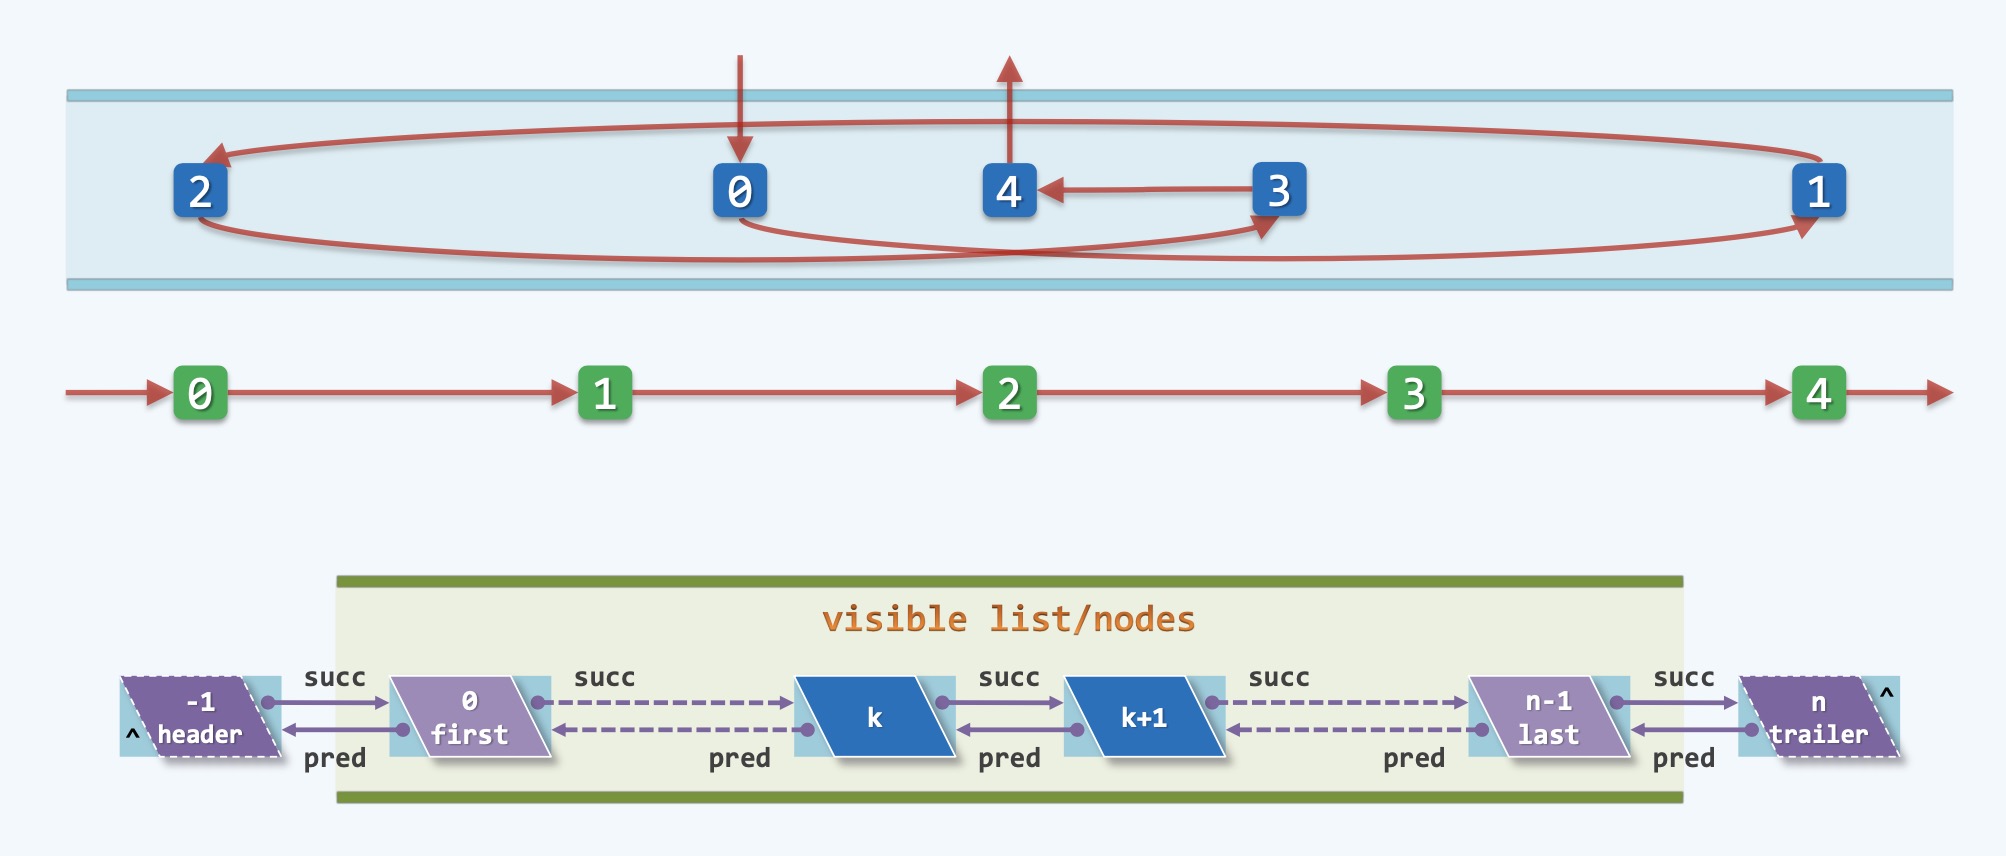 2 0 4 3 1
0 1 2 3 4
visible list/nodes
succ succ succ succ succ
-1 0 n-1 n ^
k k+1
^ header first last trailer
pred pred pred pred pred